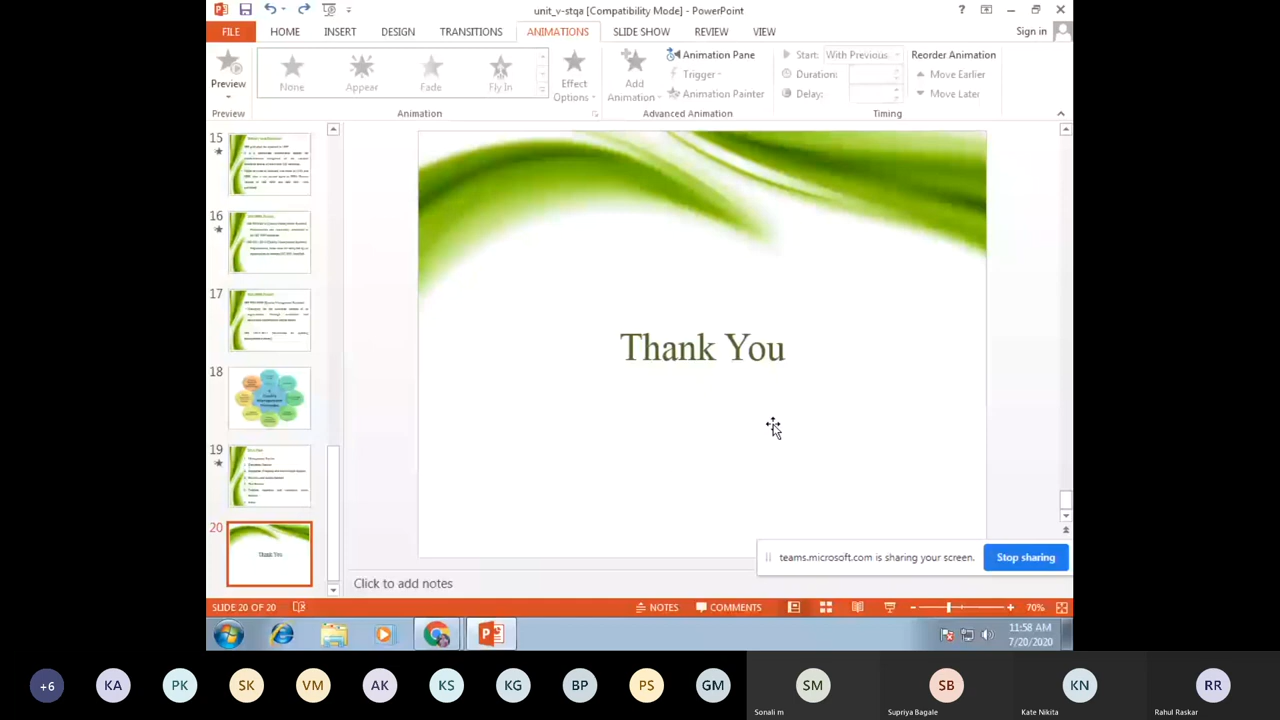 unit_v-stqa [Compatibility Mode] - PowerPoint
?
Sign in
FILE HOME INSERT DESIGN TRANSITIONS ANIMATIONS SLIDE SHOW REVIEW VIEW
Preview
Preview
None Appear Fade Fly In
Animation
Effect
Options
Add
Animation
Animation Pane
Trigger
Animation Painter
Advanced Animation
Start: With Previous
Duration:
Delay:
Timing
Reorder Animation
Move Earlier
Move Later
15
16
17
18
19
20
Thank You
Thank You
teams.microsoft.com is sharing your screen.
Stop sharing
Click to add notes
SLIDE 20 OF 20
NOTES
COMMENTS
70%
11:58 AM
7/20/2020
+6 KA PK SK VM AK KS KG BP PS GM SM SB KN RR
Sonali m Supriya Bagale Kate Nikita Rahul Raskar